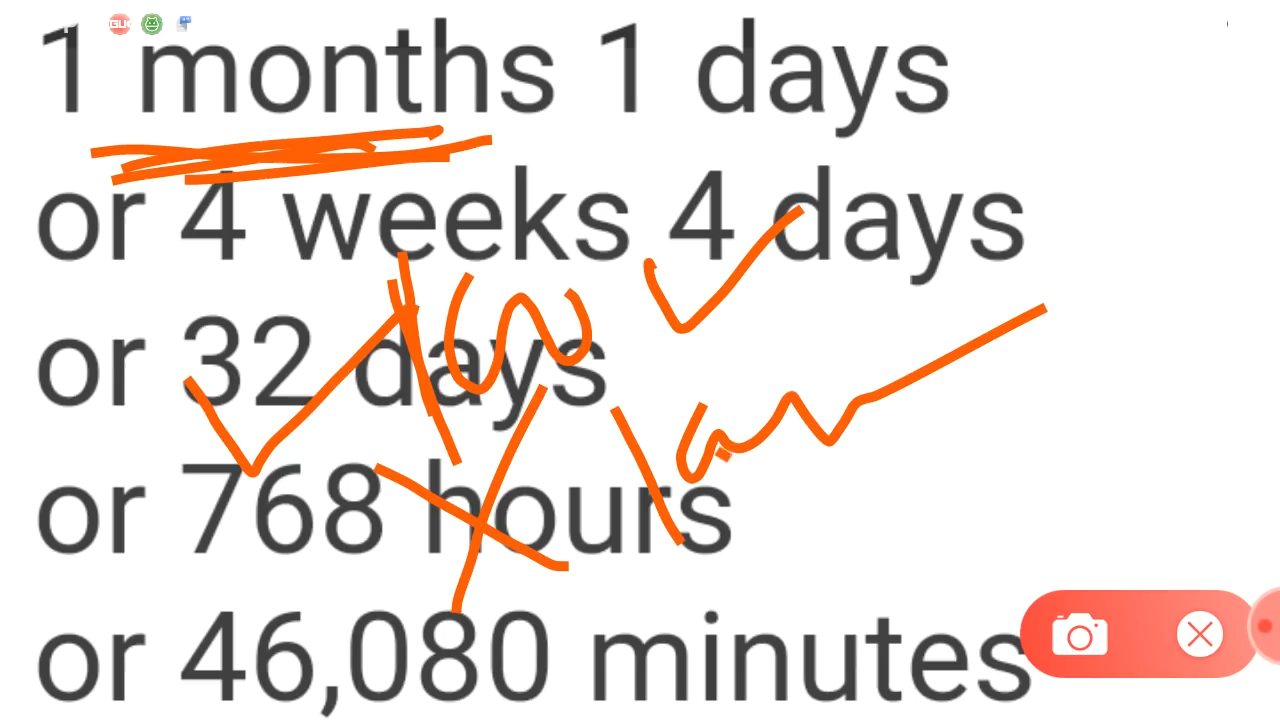 1 months 1 days
or 4 weeks 4 days
or 32 days
or 768 hours
or 46,080 minutes